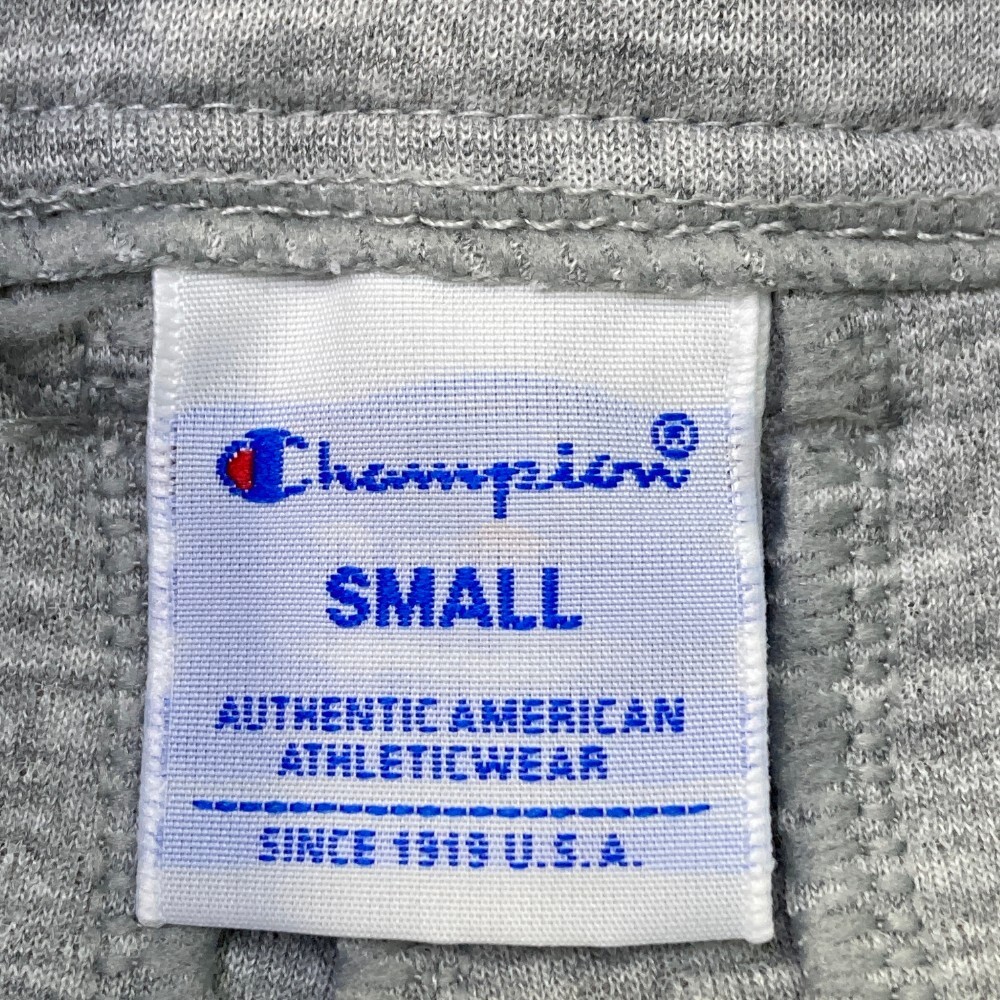 Champion®
SMALL
AUTHENTIC AMERICAN
ATHLETICWEAR
SINCE 1919 U.S.A.